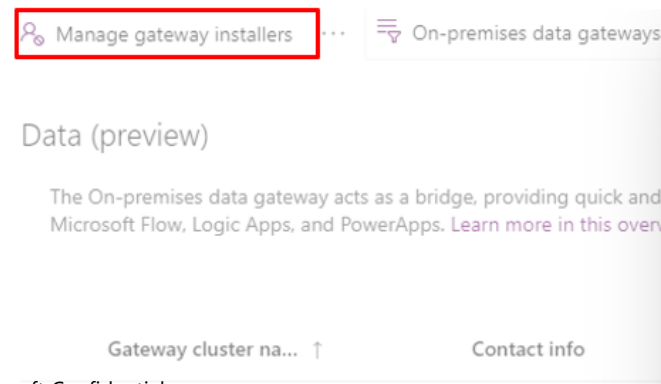 Manage gateway installers ... On-premises data gateways
Data (preview)
The On-premises data gateway acts as a bridge, providing quick and
Microsoft Flow, Logic Apps, and PowerApps. Learn more in this
Gateway cluster na... ↑ Contact info